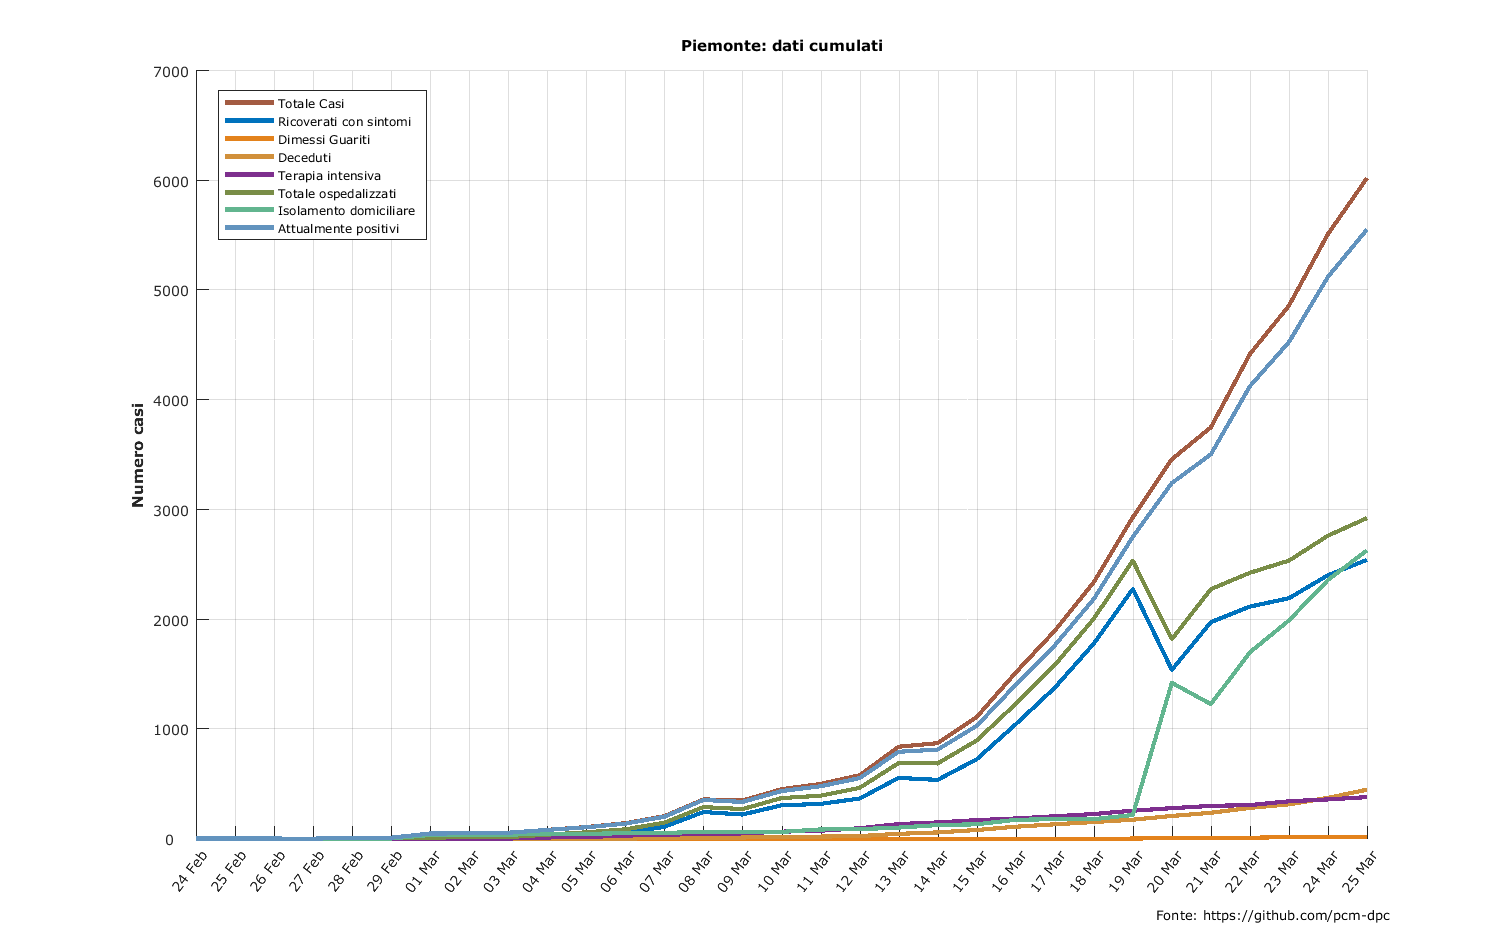 Piemonte: dati cumulati
7000
6000
5000
4000
3000
2000
1000
0
Numero casi
Totale Casi
Ricoverati con sintomi
Dimessi Guariti
Deceduti
Terapia intensiva
Totale ospedalizzati
Isolamento domiciliare
Attualmente positivi
24 Feb
25 Feb
26 Feb
27 Feb
28 Feb
29 Feb
01 Mar
02 Mar
03 Mar
04 Mar
05 Mar
06 Mar
07 Mar
08 Mar
09 Mar
10 Mar
11 Mar
12 Mar
13 Mar
14 Mar
15 Mar
16 Mar
17 Mar
18 Mar
19 Mar
20 Mar
21 Mar
22 Mar
23 Mar
24 Mar
25 Mar
Fonte: https://github.com/pcm-dpc